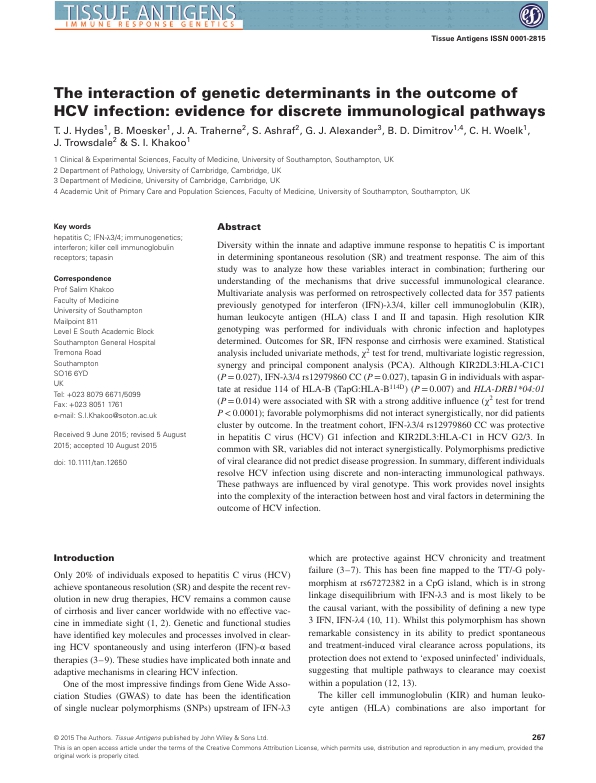 TISSUE ANTIGENS
IMMUNE RESPONSE GENETICS
Tissue Antigens ISSN 0001-2815
The interaction of genetic determinants in the outcome of
HCV infection: evidence for discrete immunological pathways
T. J. Hydes1, B. Moesker1, J. A. Traherne2, S. Ashraf2, G. J. Alexander3, B. D. Dimitrov1,4, C. H. Woelk1,
J. Trowsdale2 & S. I. Khakoo1
1 Clinical & Experimental Sciences, Faculty of Medicine, University of Southampton, Southampton, UK
2 Department of Pathology, University of Cambridge, Cambridge, UK
3 Department of Medicine, University of Cambridge, Cambridge, UK
4 Academic Unit of Primary Care and Population Sciences, Faculty of Medicine, University of Southampton, Southampton, UK
Key words
hepatitis C; IFN-λ3/4; immunogenetics;
interferon; killer cell immunoglobulin
receptors; tapasin
Correspondence
Prof Salim Khakoo
Faculty of Medicine
University of Southampton
Mailpoint 811
Level E South Academic Block
Southampton General Hospital
Tremona Road
Southampton
SO16 6YD
UK
Tel: +023 8079 6671/5099
Fax: +023 8051 1761
e-mail: S.I.Khakoo@soton.ac.uk
Received 9 June 2015; revised 5 August
2015; accepted 10 August 2015
doi: 10.1111/tan.12650
Abstract
Diversity within the innate and adaptive immune response to hepatitis C is important
in determining spontaneous resolution (SR) and treatment response. The aim of this
study was to analyze how these variables interact in combination; furthering our
understanding of the mechanisms that drive successful immunological clearance.
Multivariate analysis was performed on retrospectively collected data for 357 patients
previously genotyped for interferon (IFN)-λ3/4, killer cell immunoglobulin (KIR),
human leukocyte antigen (HLA) class I and II and tapasin. High resolution KIR
genotyping was performed for individuals with chronic infection and haplotypes
determined. Outcomes for SR, IFN response and cirrhosis were examined. Statistical
analysis included univariate methods, χ2 test for trend, multivariate logistic regression,
synergy and principal component analysis (PCA). Although KIR2DL3:HLA-C1C1
(P = 0.027), IFN-λ3/4 rs12979860 CC (P = 0.027), tapasin G in individuals with aspar-
tate at residue 114 of HLA-B (TapG:HLA-B114D) (P = 0.007) and HLA-DRB1*04:01
(P = 0.014) were associated with SR with a strong additive influence (χ2 test for trend
P < 0.0001); favorable polymorphisms did not interact synergistically, nor did patients
cluster by outcome. In the treatment cohort, IFN-λ3/4 rs12979860 CC was protective
in hepatitis C virus (HCV) G1 infection and KIR2DL3:HLA-C1 in HCV G2/3. In
common with SR, variables did not interact synergistically. Polymorphisms predictive
of viral clearance did not predict disease progression. In summary, different individuals
resolve HCV infection using discrete and non-interacting immunological pathways.
These pathways are influenced by viral genotype. This work provides novel insights
into the complexity of the interaction between host and viral factors in determining the
outcome of HCV infection.
Introduction
Only 20% of individuals exposed to hepatitis C virus (HCV)
achieve spontaneous resolution (SR) and despite the recent rev-
olution in new drug therapies, HCV remains a common cause
of cirrhosis and liver cancer worldwide with no effective vac-
cine in immediate sight (1, 2). Genetic and functional studies
have identified key molecules and processes involved in clear-
ing HCV spontaneously and using interferon (IFN)-α based
therapies (3–9). These studies have implicated both innate and
adaptive mechanisms in clearing HCV infection.
One of the most impressive findings from Gene Wide Asso-
ciation Studies (GWAS) to date has been the identification
of single nuclear polymorphisms (SNPs) upstream of IFN-λ3
which are protective against HCV chronicity and treatment
failure (3–7). This has been fine mapped to the TT/-G poly-
morphism at rs67272382 in a CpG island, which is in strong
linkage disequilibrium with IFN-λ3 and is most likely to be
the causal variant, with the possibility of defining a new type
3 IFN, IFN-λ4 (10, 11). Whilst this polymorphism has shown
remarkable consistency in its ability to predict spontaneous
and treatment-induced viral clearance across populations, its
protection does not extend to ‘exposed uninfected’ individuals,
suggesting that multiple pathways to clearance may coexist
within a population (12, 13).
The killer cell immunoglobulin (KIR) and human leuko-
cyte antigen (HLA) combinations are also important for
© 2015 The Authors. Tissue Antigens published by John Wiley & Sons Ltd.
267
This is an open access article under the terms of the Creative Commons Attribution License, which permits use, distribution and reproduction in any medium, provided the
original work is properly cited.